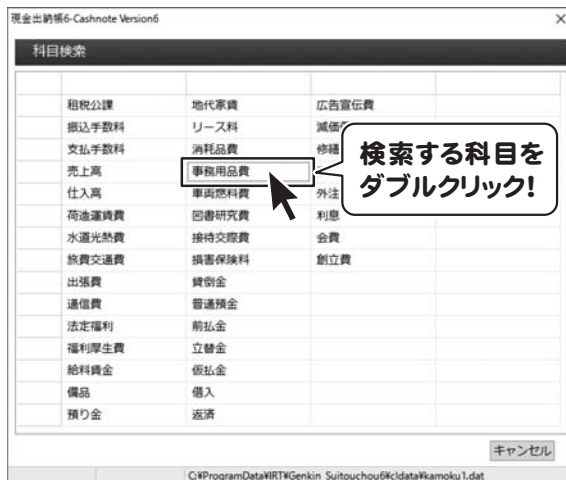 現金出納帳6-Cashnote Version6
科目検索
租税公課 地代家賃 広告宣伝費
振込手数料 リース料 減価
支払手数料 消耗品費 修繕
売上高 事務用品費
仕入高 車両燃料費 外注
荷造運賃費 図書研究費 利息
水道光熱費 接待交際費 会費
旅費交通費 損害保険料 創立費
出張費 貸倒金
通信費 普通預金
法定福利 前払金
福利厚生費 立替金
給料賃金 仮払金
備品 借入
預り金 返済
検索する科目を
ダブルクリック!
キャンセル
C:¥ProgramData¥IRT¥Genkin_Suitouchou6¥cldata¥kamoku1.dat